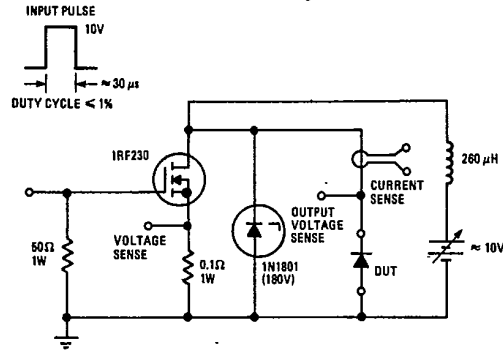 INPUT PULSE
10V
≈ 30 µs
DUTY CYCLE ≤ 1%
1RF230
VOLTAGE
SENSE
50Ω
1W
0.1Ω
1W
OUTPUT
VOLTAGE
SENSE
1N1801
(180V)
CURRENT
SENSE
DUT
260 µH
≈ 10V